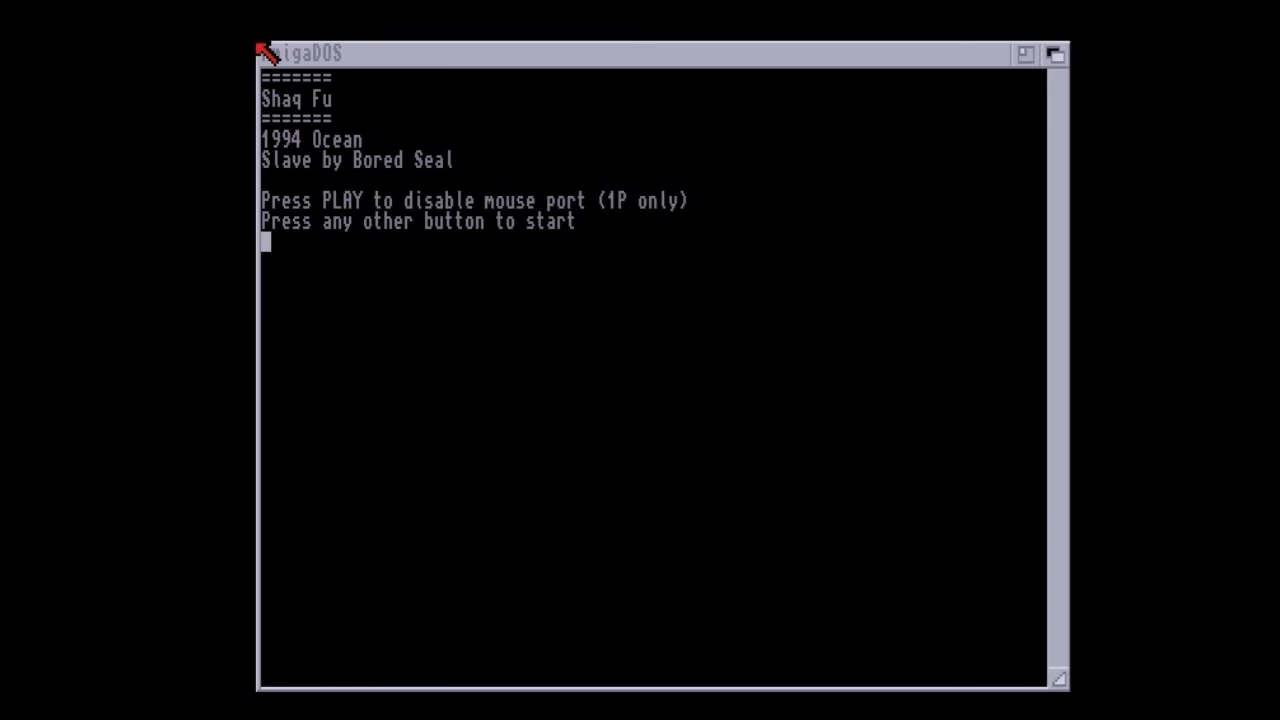 AmigaDOS
=======
Shaq Fu
=======
1994 Ocean
Slave by Bored Seal
Press PLAY to disable mouse port (1P only)
Press any other button to start